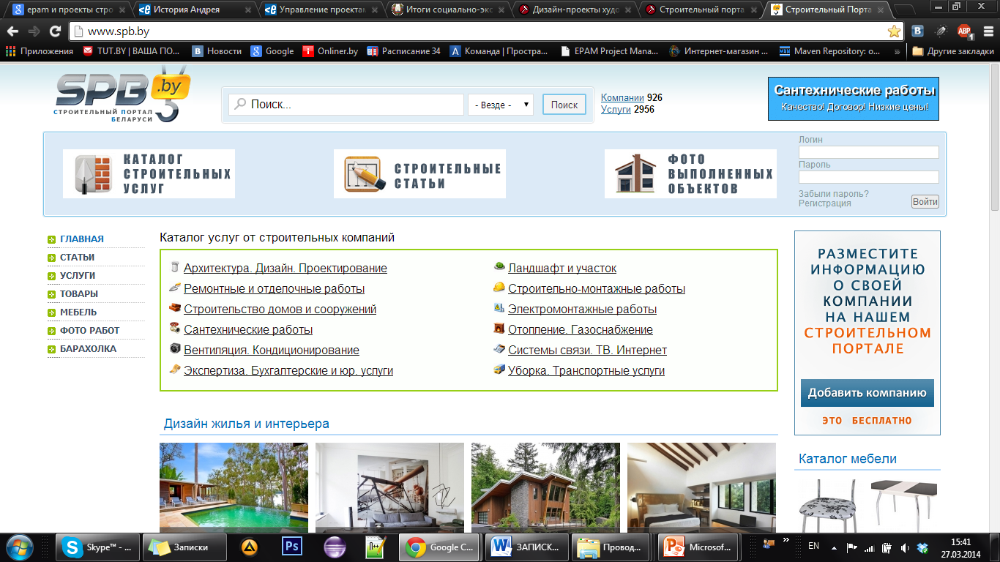 epam и проекты стро
История Андрея
Управление проектам
Итоги социально-эко
Дизайн-проекты худо
Строительный порта
Строительный Порта
www.spb.by
ABP
1
Приложения
TUT.BY | ВАША ПО...
Новости
Google
Onliner.by
Расписание 34
Команда | Простра...
EPAM Project Mana...
Интернет-магазин ...
Maven Repository: o...
»
Другие закладки
SPB.by
СТРОИТЕЛЬНЫЙ ПОРТАЛ
БЕЛАРУСИ
Поиск...
- Везде -
Поиск
Компании 926
Услуги 2956
Сантехнические работы
Качество! Договор! Низкие цены!
КАТАЛОГ
СТРОИТЕЛЬНЫХ
УСЛУГ
СТРОИТЕЛЬНЫЕ
СТАТЬИ
ФОТО
ВЫПОЛНЕННЫХ
ОБЪЕКТОВ
Логин
Пароль
Забыли пароль?
Регистрация
Войти
ГЛАВНАЯ
СТАТЬИ
УСЛУГИ
ТОВАРЫ
МЕБЕЛЬ
ФОТО РАБОТ
БАРАХОЛКА
Каталог услуг от строительных компаний
Архитектура. Дизайн. Проектирование
Ремонтные и отделочные работы
Строительство домов и сооружений
Сантехнические работы
Вентиляция. Кондиционирование
Экспертиза. Бухгалтерские и юр. услуги
Ландшафт и участок
Строительно-монтажные работы
Электромонтажные работы
Отопление. Газоснабжение
Системы связи. ТВ. Интернет
Уборка. Транспортные услуги
РАЗМЕСТИТЕ
ИНФОРМАЦИЮ
О СВОЕЙ
КОМПАНИИ
НА НАШЕМ
СТРОИТЕЛЬНОМ
ПОРТАЛЕ
Добавить компанию
ЭТО БЕСПЛАТНО
Дизайн жилья и интерьера
Каталог мебели
Skype™ - ...
Записки
Ps
Google C...
ЗАПИСК...
Провод...
Microsof...
»
EN
15:41
27.03.2014